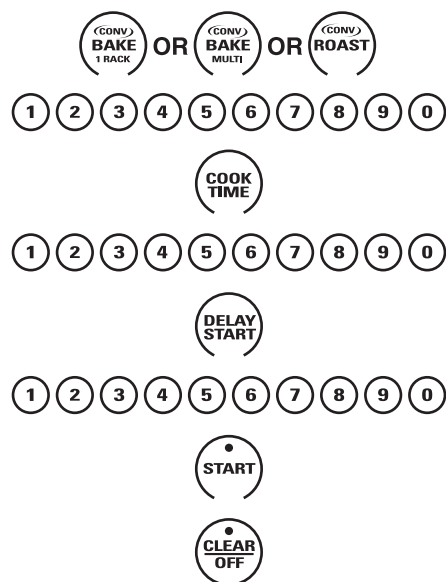 CONV BAKE 1 RACK OR CONV BAKE MULTI OR CONV ROAST
1 2 3 4 5 6 7 8 9 0
COOK
TIME
1 2 3 4 5 6 7 8 9 0
DELAY
START
1 2 3 4 5 6 7 8 9 0
START
CLEAR
OFF